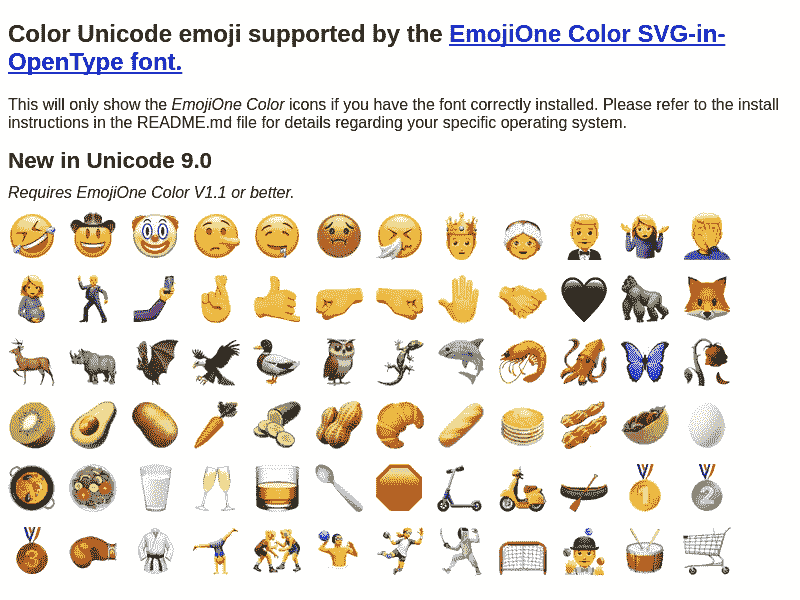 Color Unicode emoji supported by the EmojiOne Color SVG-in-
OpenType font.
This will only show the EmojiOne Color icons if you have the font correctly installed. Please refer to the install
instructions in the README.md file for details regarding your specific operating system.
New in Unicode 9.0
Requires EmojiOne Color V1.1 or better.
1 2
3